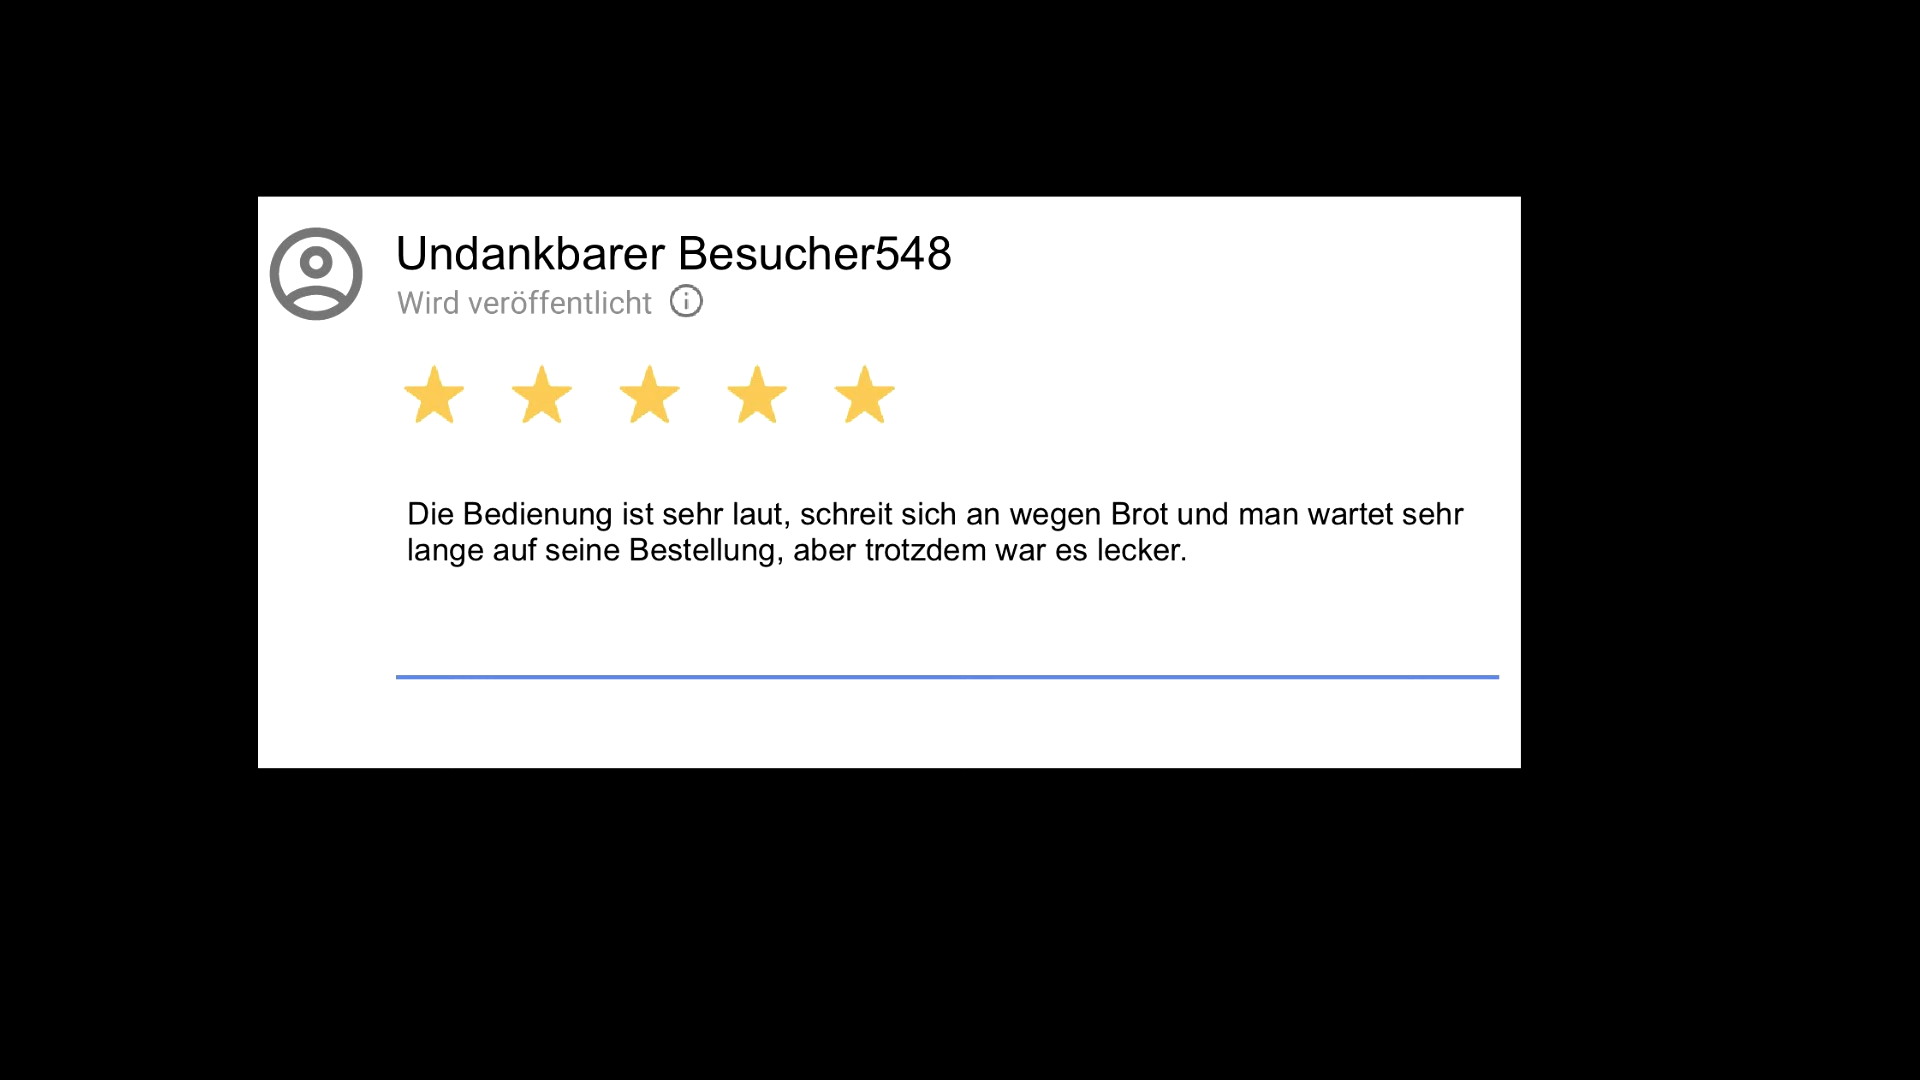 Undankbarer Besucher548
Wird veröffentlicht
Die Bedienung ist sehr laut, schreit sich an wegen Brot und man wartet sehr
lange auf seine Bestellung, aber trotzdem war es lecker.